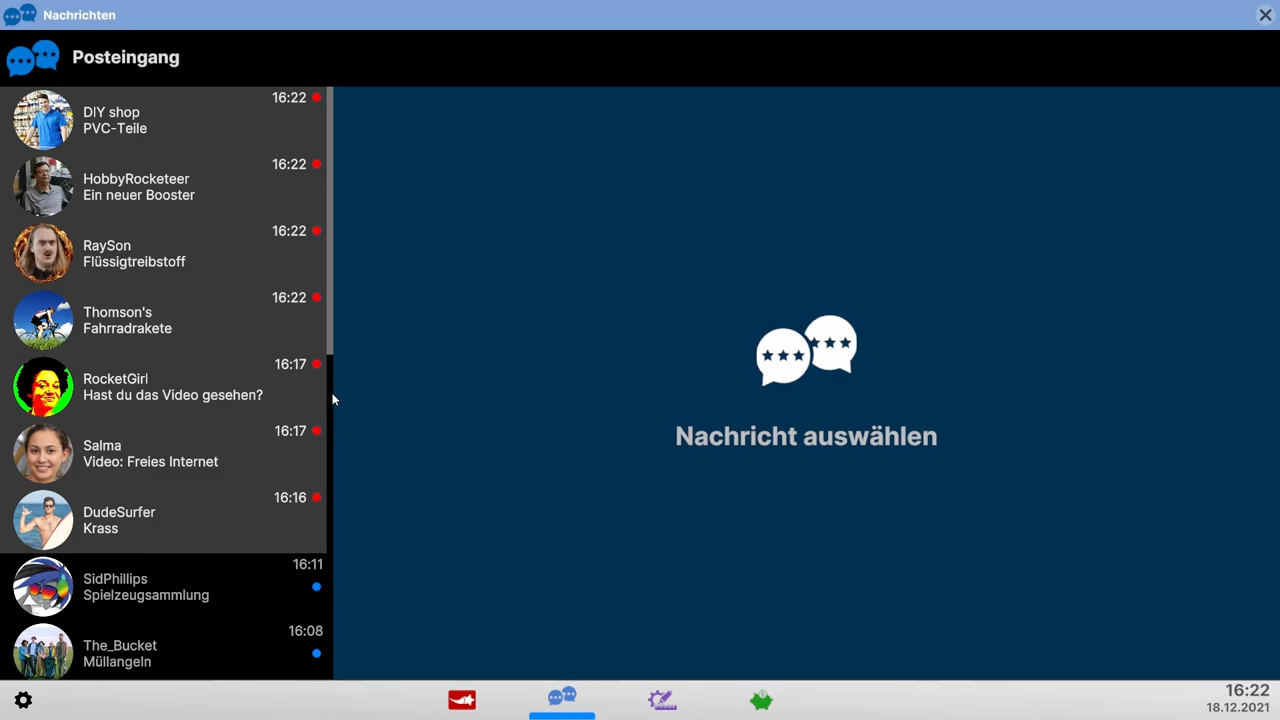 Nachrichten
Posteingang
16:22
DIY shop
PVC-Teile
16:22
HobbyRocketeer
Ein neuer Booster
16:22
RaySon
Flüssigtreibstoff
16:22
Thomson's
Fahrradrakete
16:17
RocketGirl
Hast du das Video gesehen?
16:17
Salma
Video: Freies Internet
16:16
DudeSurfer
Krass
16:11
SidPhillips
Spielzeugsammlung
16:08
The_Bucket
Müllangeln
Nachricht auswählen
16:22
18.12.2021